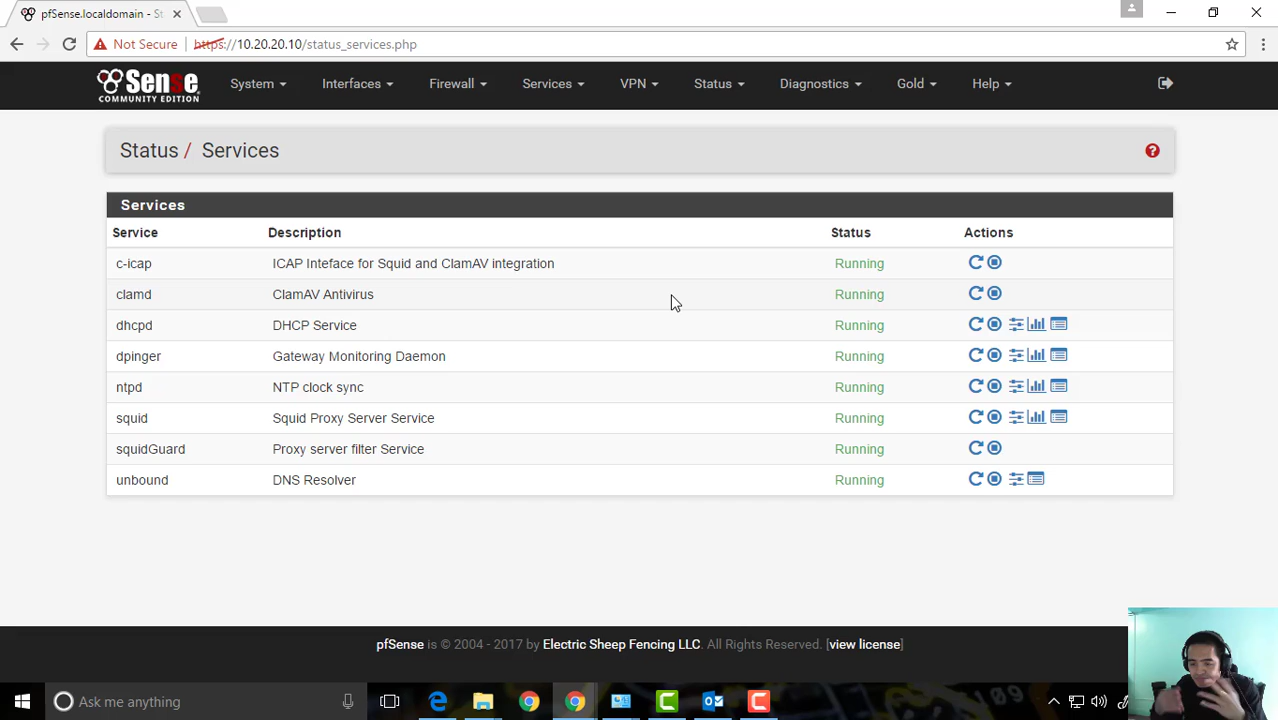 pfSense.localdomain - St
Not Secure https://10.20.20.10/status_services.php
Sense
COMMUNITY EDITION
System Interfaces Firewall Services VPN Status Diagnostics Gold Help
Status / Services
Services
Service Description Status Actions
c-icap ICAP Inteface for Squid and ClamAV integration Running
clamd ClamAV Antivirus Running
dhcpd DHCP Service Running
dpinger Gateway Monitoring Daemon Running
ntpd NTP clock sync Running
squid Squid Proxy Server Service Running
squidGuard Proxy server filter Service Running
unbound DNS Resolver Running
pfSense is © 2004 - 2017 by Electric Sheep Fencing LLC. All Rights Reserved. [view license]
Ask me anything